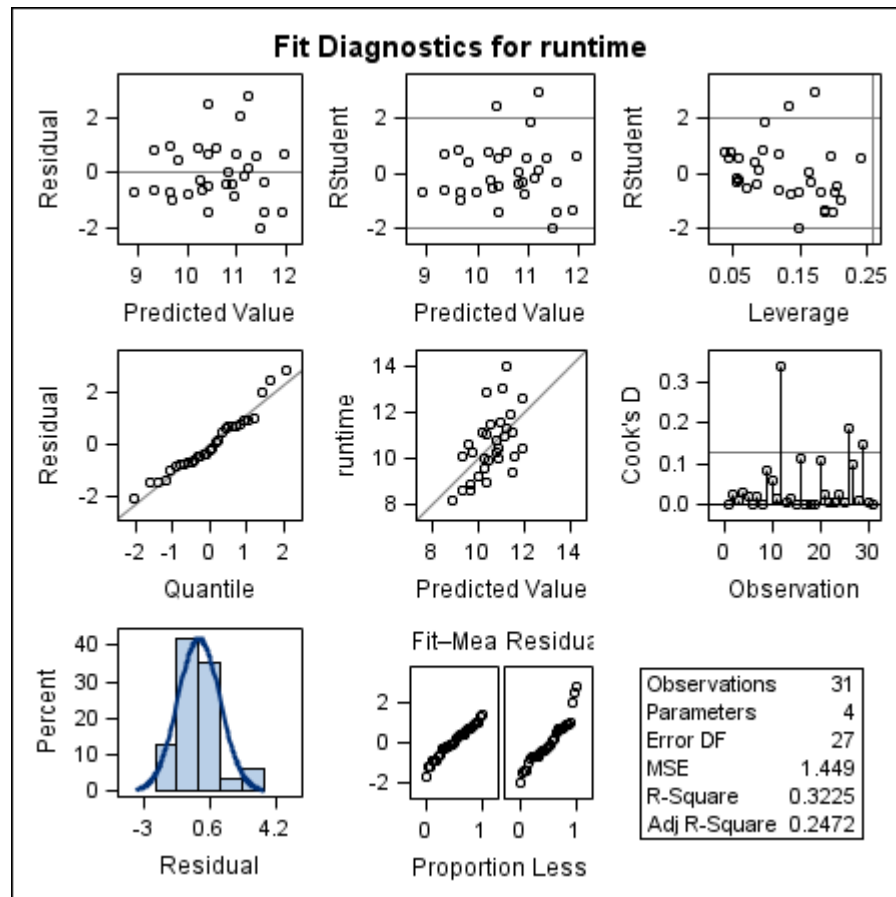 Fit Diagnostics for runtime
Residual
2
0
-2
9 10 11 12
Predicted Value
RStudent
2
0
-2
9 10 11 12
Predicted Value
RStudent
2
0
-2
0.05 0.15 0.25
Leverage
Residual
2
0
-2
-2 -1 0 1 2
Quantile
runtime
14
12
10
8
8 10 12 14
Predicted Value
Cook's D
0.3
0.2
0.1
0.0
0 10 20 30
Observation
Percent
40
30
20
10
0
-3 0.6 4.2
Residual
Fit–Mea Residua
2
0
-2
0 1 0 1
Proportion Less
Observations 31
Parameters 4
Error DF 27
MSE 1.449
R-Square 0.3225
Adj R-Square 0.2472